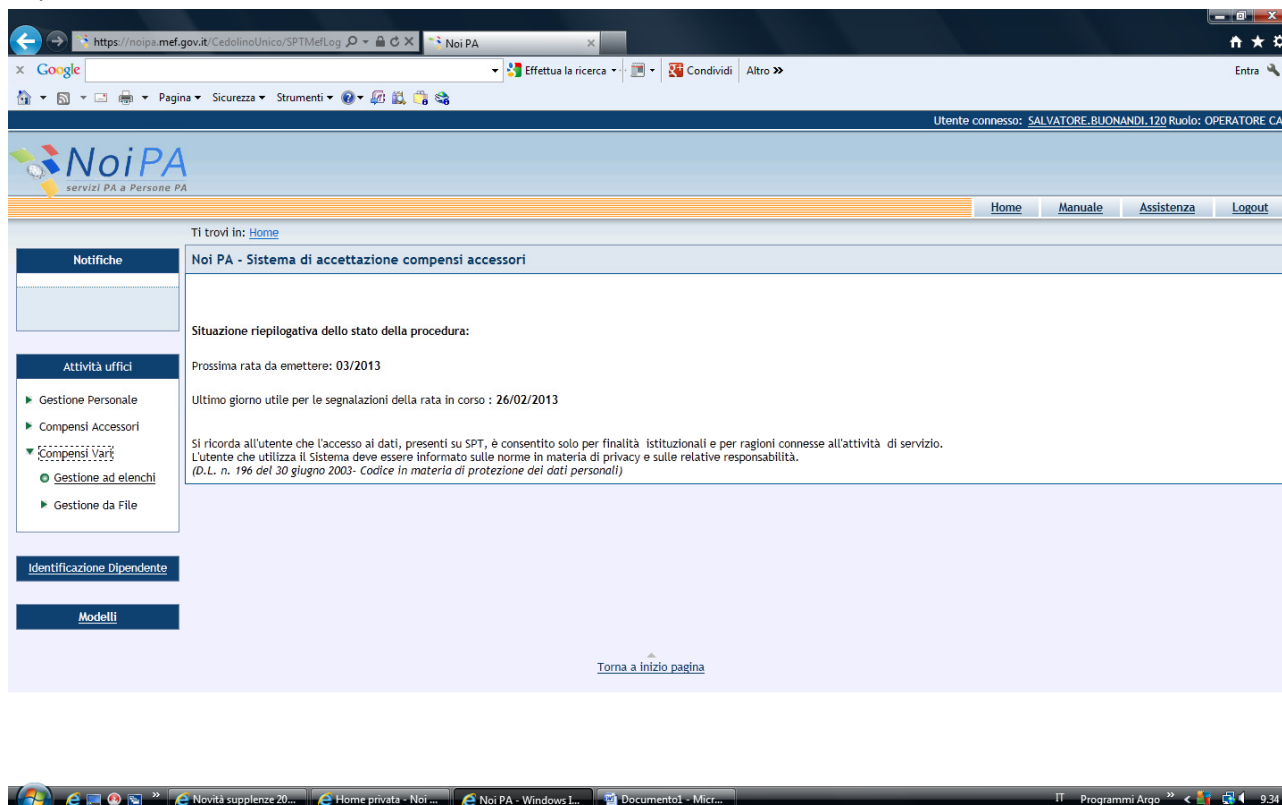 https://noipa.mef.gov.it/CedolinoUnico/SPTMefLog
Noi PA
Google
Effettua la ricerca
Condividi
Altro »
Entra
Pagina
Sicurezza
Strumenti
Utente connesso: SALVATORE.BUONANDI.120 Ruolo: OPERATORE CA
NoiPA
servizi PA a Persone PA
Home Manuale Assistenza Logout
Ti trovi in: Home
Notifiche
Noi PA - Sistema di accettazione compensi accessori
Situazione riepilogativa dello stato della procedura:
Attività uffici
Prossima rata da emettere: 03/2013
Gestione Personale
Ultimo giorno utile per le segnalazioni della rata in corso : 26/02/2013
Compensi Accessori
Si ricorda all'utente che l'accesso ai dati, presenti su SPT, è consentito solo per finalità istituzionali e per ragioni connesse all'attività di servizio.
Compensi Vari
L'utente che utilizza il Sistema deve essere informato sulle norme in materia di privacy e sulle relative responsabilità.
(D.L. n. 196 del 30 giugno 2003- Codice in materia di protezione dei dati personali)
Gestione ad elenchi
Gestione da File
Identificazione Dipendente
Modelli
Torna a inizio pagina
Novità supplenze 20...
Home privata - Noi ...
Noi PA - Windows I...
Documento1 - Micr...
IT
Programmi Argo »
9.34